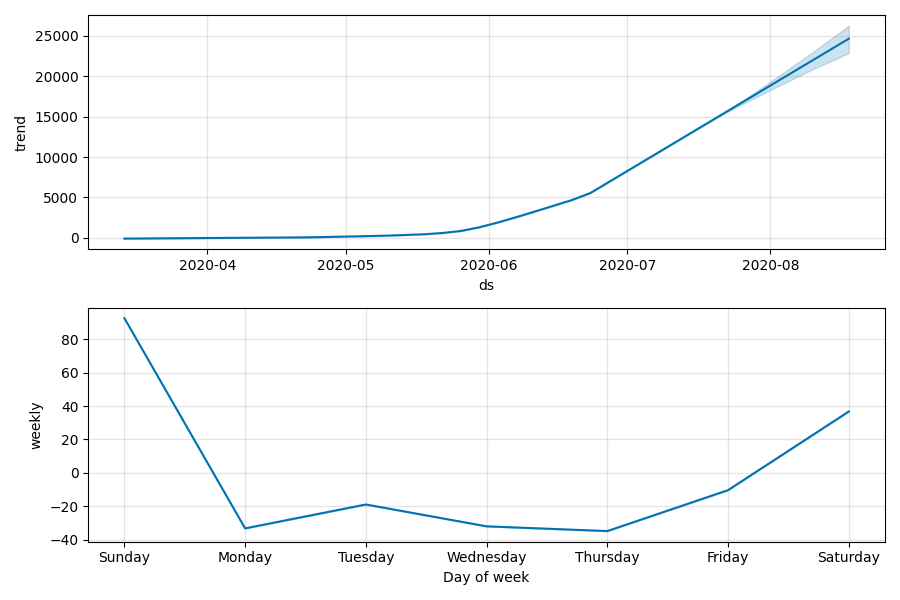 25000
20000
15000
10000
5000
0
trend
2020-04 2020-05 2020-06 2020-07 2020-08
ds
80
60
40
20
0
−20
−40
weekly
Sunday Monday Tuesday Wednesday Thursday Friday Saturday
Day of week